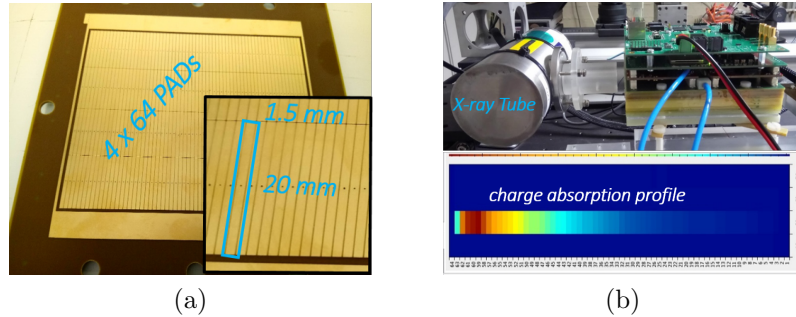 4 x 64 PADs
1.5 mm
20 mm
X-ray Tube
charge absorption profile
(a)
(b)